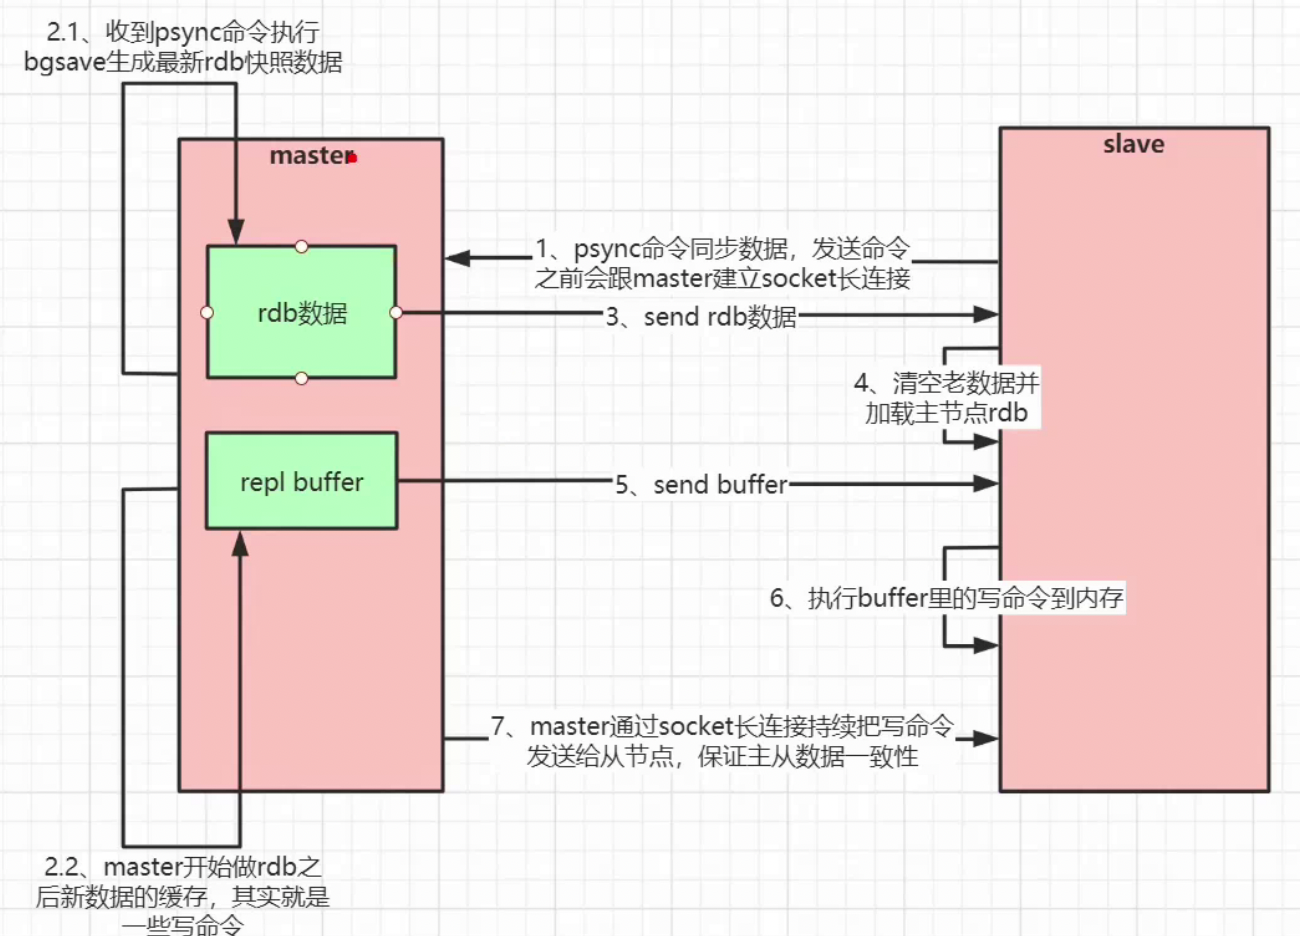 2.1、收到psync命令执行
bgsave生成最新rdb快照数据
master
slave
1、psync命令同步数据，发送命令
之前会跟master建立socket长连接
rdb数据
3、send rdb数据
4、清空老数据并
加载主节点rdb
repl buffer
5、send buffer
6、执行buffer里的写命令到内存
7、master通过socket长连接持续把写命令
发送给从节点，保证主从数据一致性
2.2、master开始做rdb之
后新数据的缓存，其实就是
一些写命令